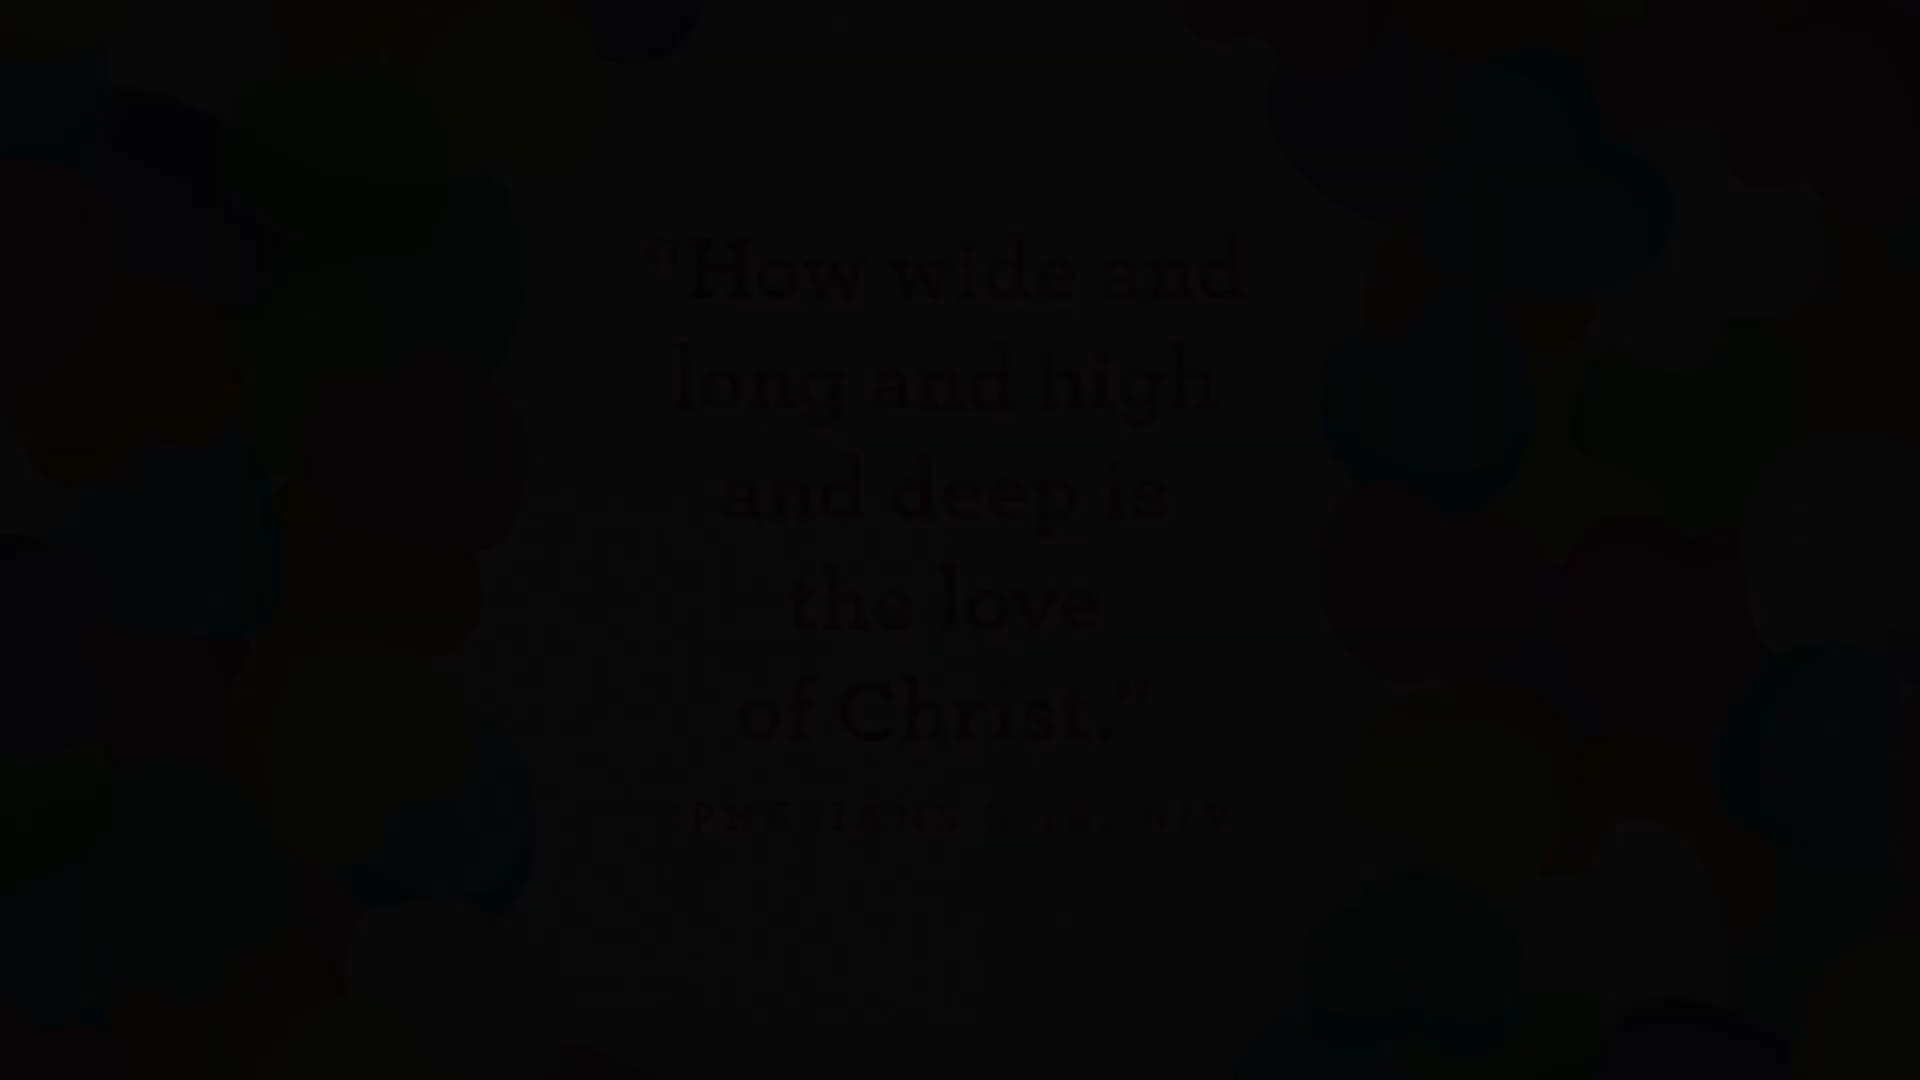 “How wide and
long and high
and deep is
the love
of Christ.”
EPHESIANS 3:18, NIV